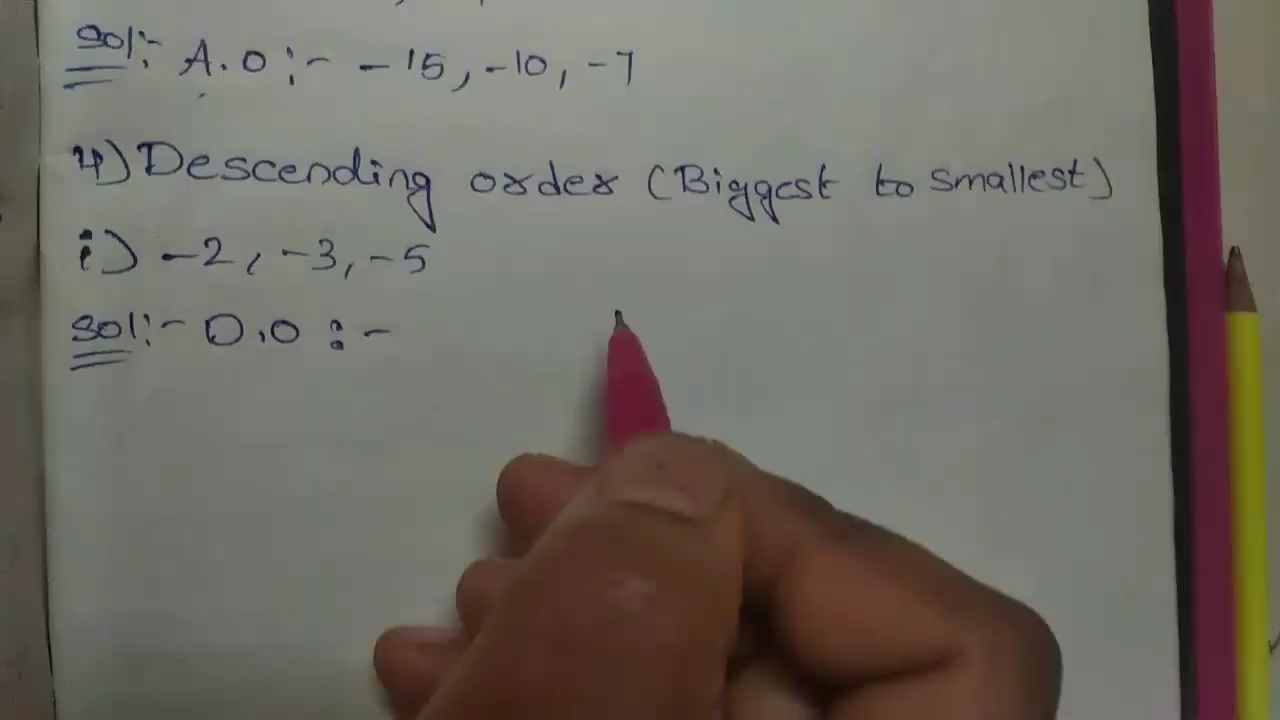 Sol:- A.O :- -15, -10, -7
4) Descending order (Biggest to smallest)
i) -2, -3, -5
Sol:- D.O :-